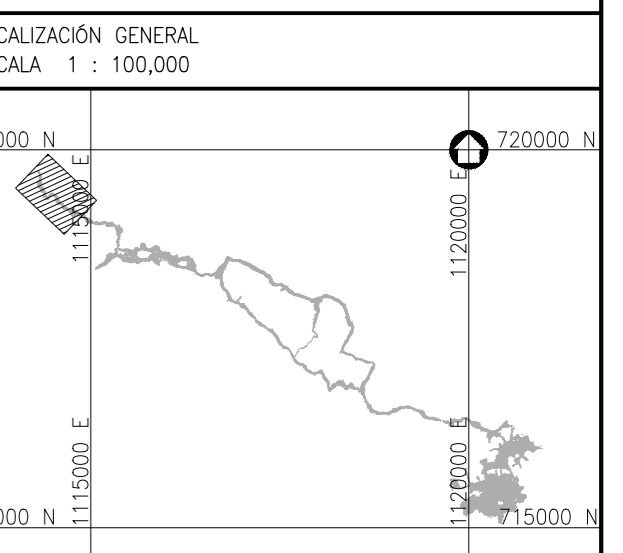 CALIZACIÓN GENERAL
CALA 1 : 100,000
000 N
720000 N
1115000 E
1120000 E
1115000 E
1120000 E
000 N
715000 N